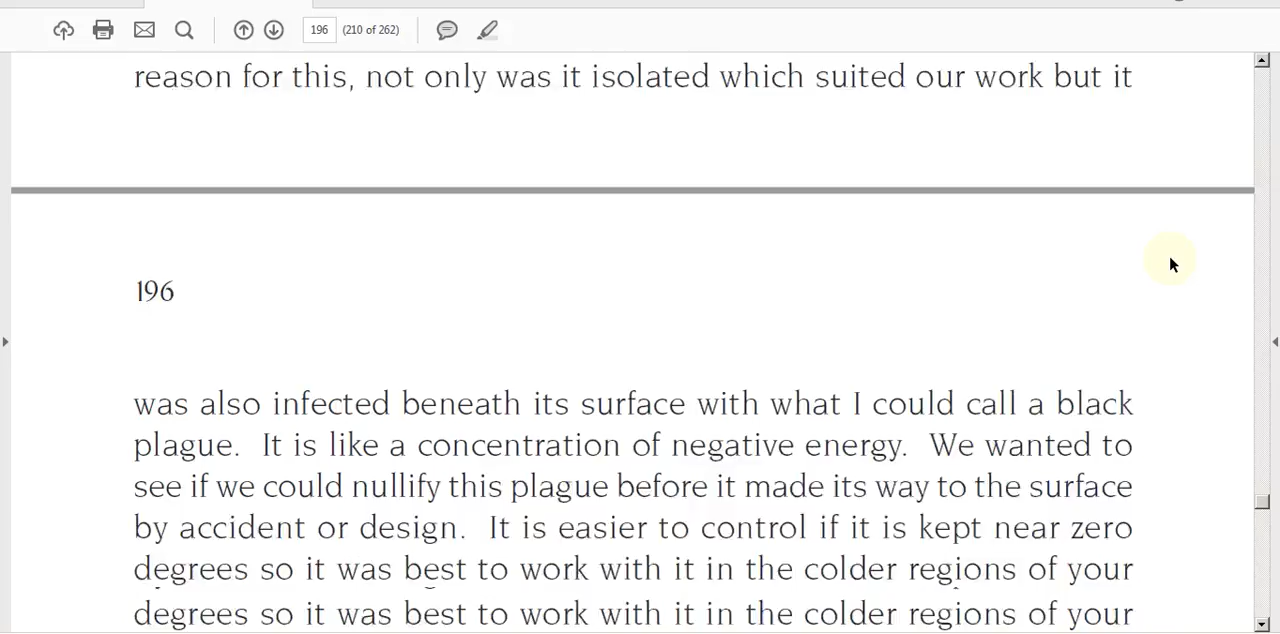 196 (210 of 262)
reason for this, not only was it isolated which suited our work but it
196
was also infected beneath its surface with what I could call a black
plague. It is like a concentration of negative energy. We wanted to
see if we could nullify this plague before it made its way to the surface
by accident or design. It is easier to control if it is kept near zero
degrees so it was best to work with it in the colder regions of your
degrees so it was best to work with it in the colder regions of your